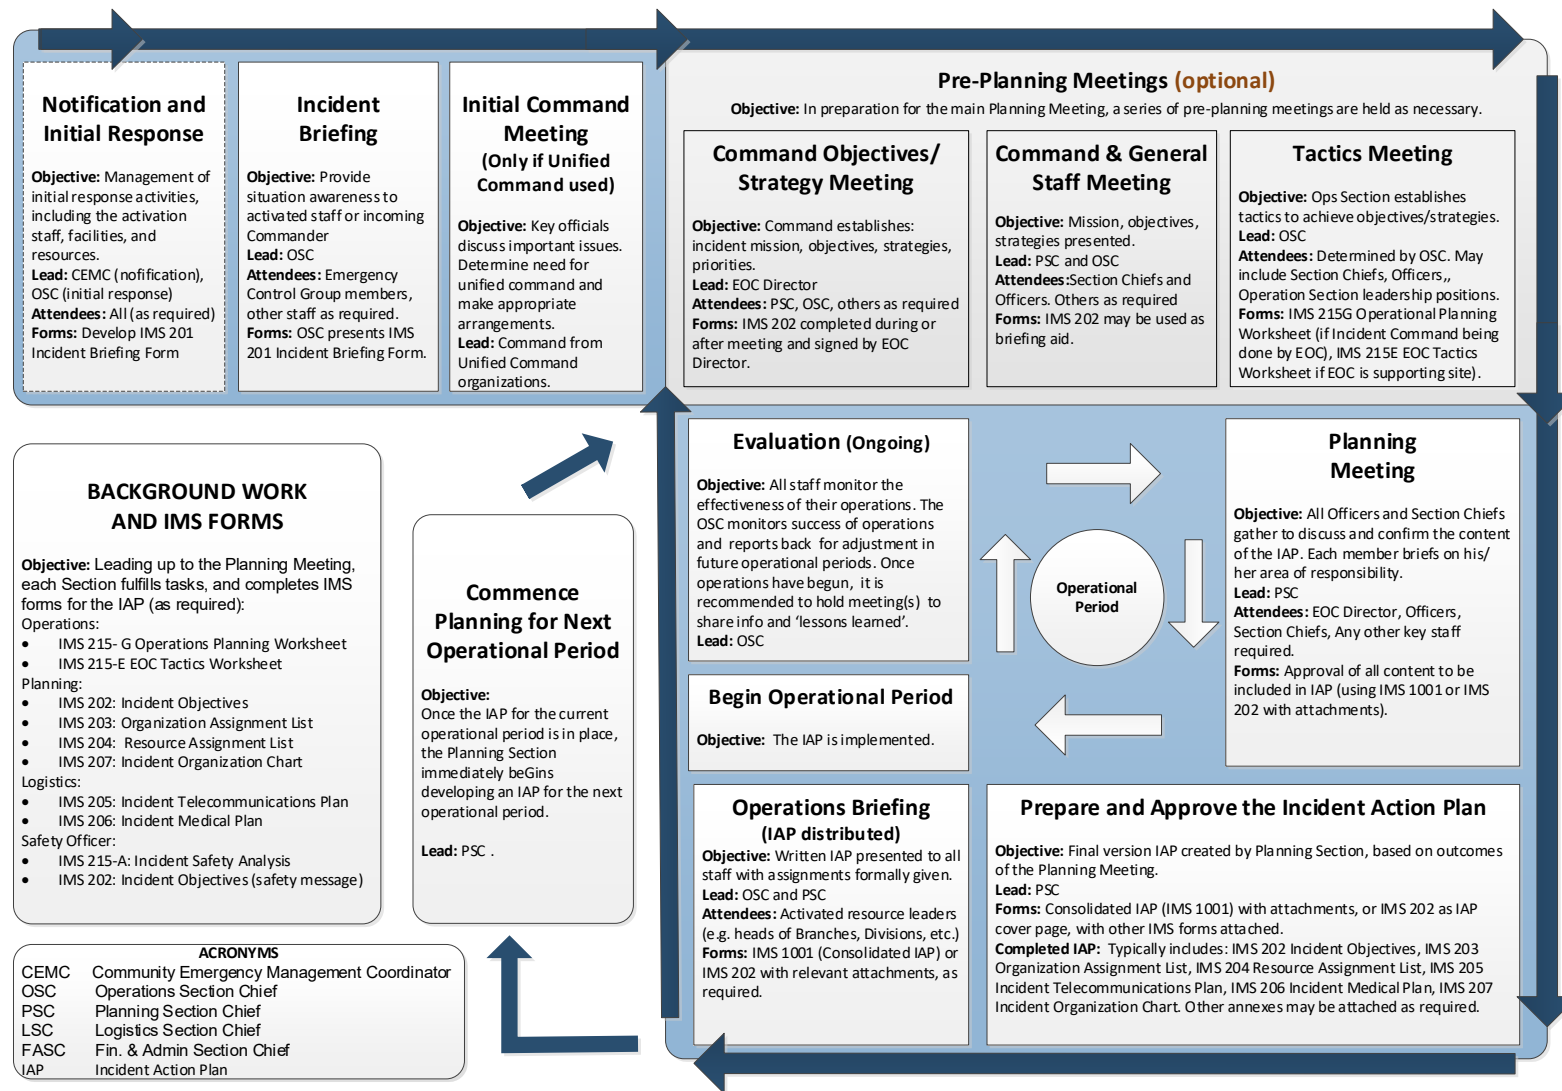 Notification and
Initial Response
Objective: Management of
initial response activities,
including the activation
staff, facilities, and
resources.
Lead: CEMC (notification),
OSC (initial response)
Attendees: All (as required)
Forms: Develop IMS 201
Incident Briefing Form
Incident
Briefing
Objective: Provide
situation awareness to
activated staff or incoming
Commander
Lead: OSC
Attendees: Emergency
Control Group members,
other staff as required.
Forms: OSC presents IMS
201 Incident Briefing Form.
Initial Command
Meeting
(Only if Unified
Command used)
Objective: Key officials
discuss important issues.
Determine need for
unified command and
make appropriate
arrangements.
Lead: Command from
Unified Command
organizations.
Pre-Planning Meetings (optional)
Objective: In preparation for the main Planning Meeting, a series of pre-planning meetings are held as necessary.
Command Objectives/
Strategy Meeting
Objective: Command establishes:
incident mission, objectives, strategies,
priorities.
Lead: EOC Director
Attendees: PSC, OSC, others as required
Forms: IMS 202 completed during or
after meeting and signed by EOC
Director.
Command & General
Staff Meeting
Objective: Mission, objectives,
strategies presented.
Lead: PSC and OSC
Attendees:Section Chiefs and
Officers. Others as required
Forms: IMS 202 may be used as
briefing aid.
Tactics Meeting
Objective: Ops Section establishes
tactics to achieve objectives/strategies.
Lead: OSC
Attendees: Determined by OSC. May
include Section Chiefs, Officers,,
Operation Section leadership positions.
Forms: IMS 215G Operational Planning
Worksheet (if Incident Command being
done by EOC), IMS 215E EOC Tactics
Worksheet if EOC is supporting site).
BACKGROUND WORK
AND IMS FORMS
Objective: Leading up to the Planning Meeting,
each Section fulfills tasks, and completes IMS
forms for the IAP (as required):
Operations:
• IMS 215- G Operations Planning Worksheet
• IMS 215-E EOC Tactics Worksheet
Planning:
• IMS 202: Incident Objectives
• IMS 203: Organization Assignment List
• IMS 204: Resource Assignment List
• IMS 207: Incident Organization Chart
Logistics:
• IMS 205: Incident Telecommunications Plan
• IMS 206: Incident Medical Plan
Safety Officer:
• IMS 215-A: Incident Safety Analysis
• IMS 202: Incident Objectives (safety message)
Commence
Planning for Next
Operational Period
Objective:
Once the IAP for the current
operational period is in place,
the Planning Section
immediately beGins
developing an IAP for the next
operational period.
Lead: PSC .
Evaluation (Ongoing)
Objective: All staff monitor the
effectiveness of their operations. The
OSC monitors success of operations
and reports back for adjustment in
future operational periods. Once
operations have begun, it is
recommended to hold meeting(s) to
share info and ‘lessons learned’.
Lead: OSC
Operational
Period
Planning
Meeting
Objective: All Officers and Section Chiefs
gather to discuss and confirm the content
of the IAP. Each member briefs on his/
her area of responsibility.
Lead: PSC
Attendees: EOC Director, Officers,
Section Chiefs, Any other key staff
required.
Forms: Approval of all content to be
included in IAP (using IMS 1001 or IMS
202 with attachments).
Begin Operational Period
Objective: The IAP is implemented.
Operations Briefing
(IAP distributed)
Objective: Written IAP presented to all
staff with assignments formally given.
Lead: OSC and PSC
Attendees: Activated resource leaders
(e.g. heads of Branches, Divisions, etc.)
Forms: IMS 1001 (Consolidated IAP) or
IMS 202 with relevant attachments, as
required.
Prepare and Approve the Incident Action Plan
Objective: Final version IAP created by Planning Section, based on outcomes
of the Planning Meeting.
Lead: PSC
Forms: Consolidated IAP (IMS 1001) with attachments, or IMS 202 as IAP
cover page, with other IMS forms attached.
Completed IAP: Typically includes: IMS 202 Incident Objectives, IMS 203
Organization Assignment List, IMS 204 Resource Assignment List, IMS 205
Incident Telecommunications Plan, IMS 206 Incident Medical Plan, IMS 207
Incident Organization Chart. Other annexes may be attached as required.
ACRONYMS
CEMC Community Emergency Management Coordinator
OSC Operations Section Chief
PSC Planning Section Chief
LSC Logistics Section Chief
FASC Fin. & Admin Section Chief
IAP Incident Action Plan